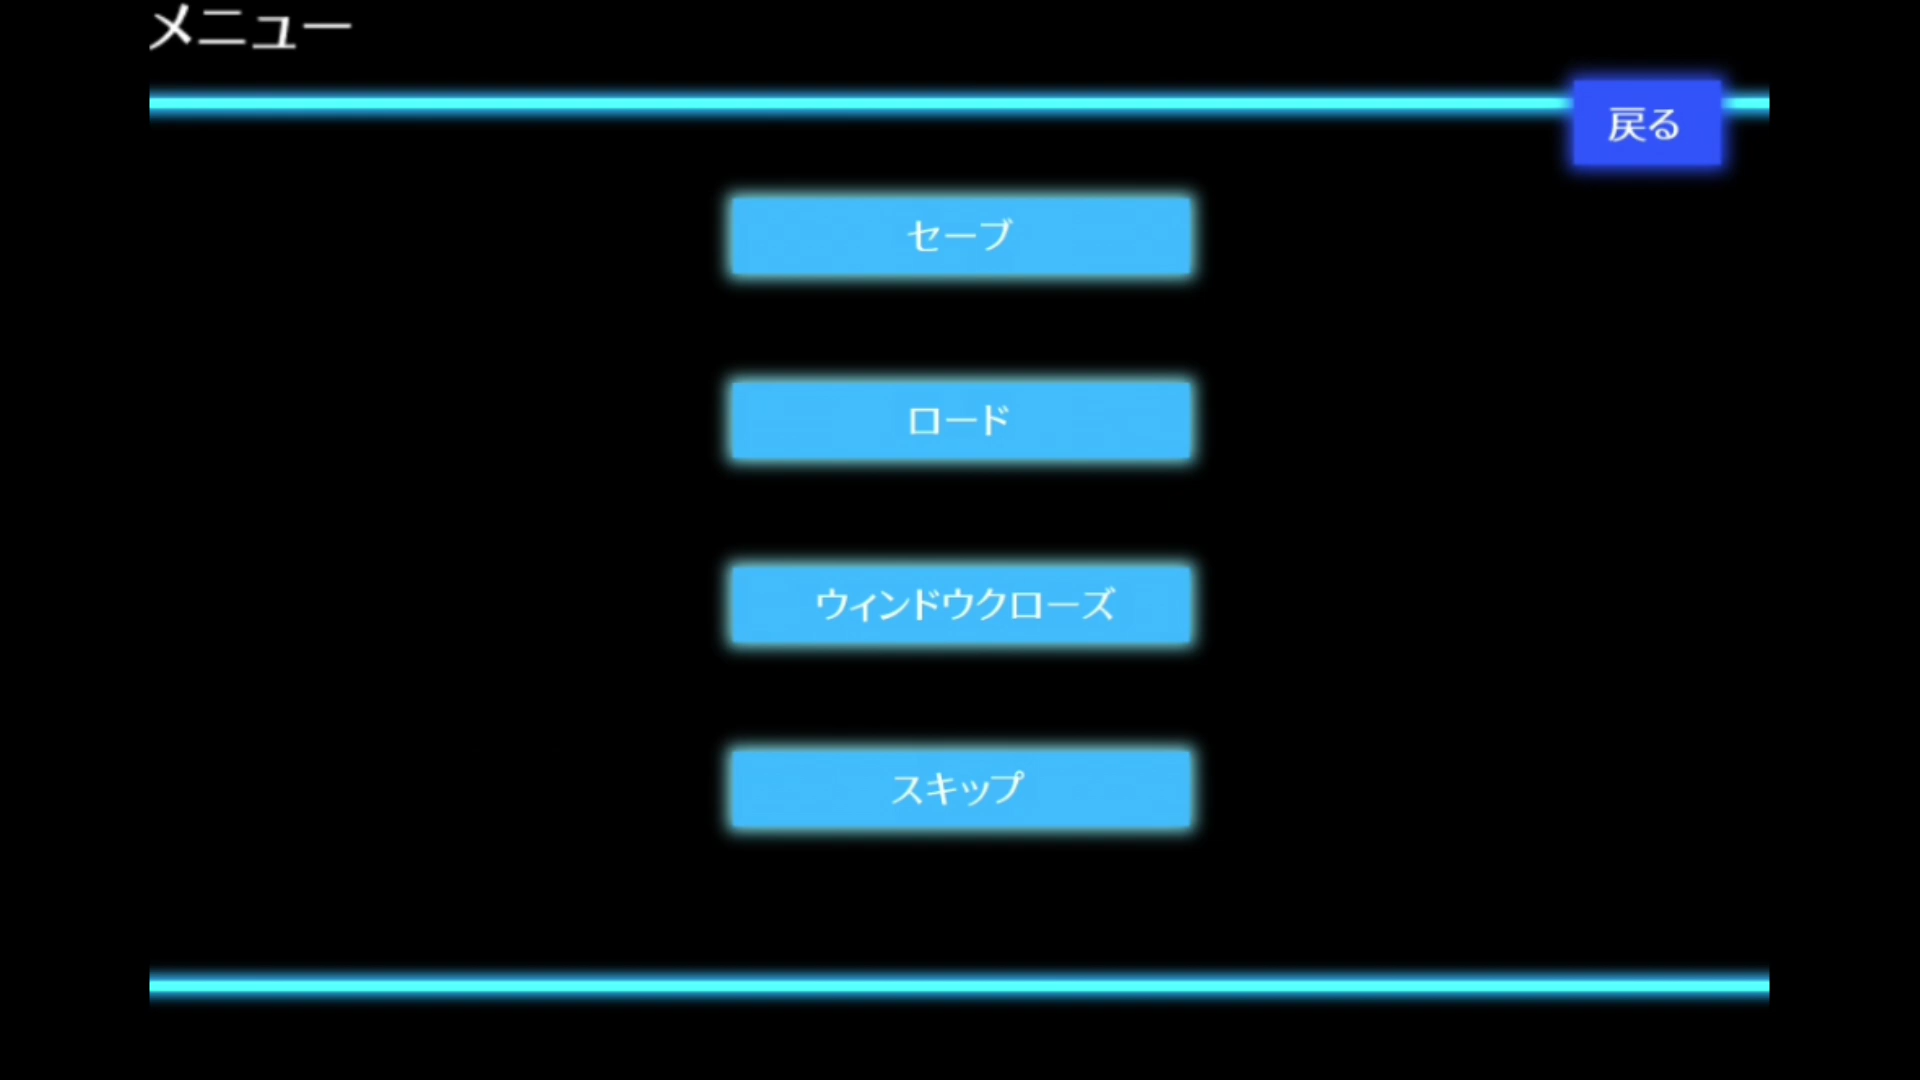 メニュー
戻る
セーブ
ロード
ウィンドウクローズ
スキップ